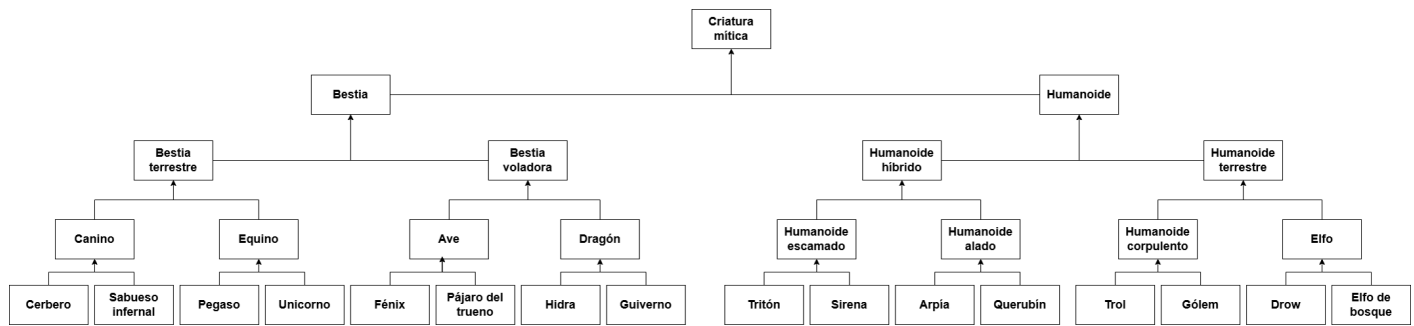 Criatura
mítica
Bestia
Humanoide
Bestia
terrestre
Bestia
voladora
Humanoide
híbrido
Humanoide
terrestre
Canino
Equino
Ave
Dragón
Humanoide
escamado
Humanoide
alado
Humanoide
corpulento
Elfo
Cerbero
Sabueso
infernal
Pegaso
Unicorno
Fénix
Pájaro del
trueno
Hidra
Guiverno
Tritón
Sirena
Arpía
Querubín
Trol
Gólem
Drow
Elfo de
bosque